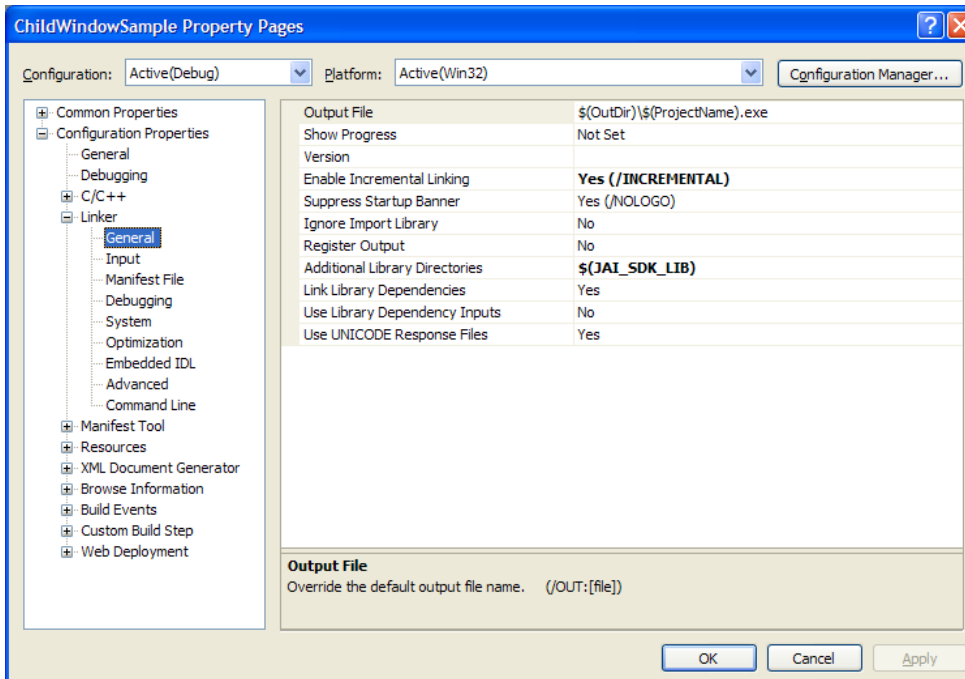 ChildWindowSample Property Pages
Configuration: Active(Debug) Platform: Active(Win32) Configuration Manager...
Common Properties
Configuration Properties
General
Debugging
C/C++
Linker
General
Input
Manifest File
Debugging
System
Optimization
Embedded IDL
Advanced
Command Line
Manifest Tool
Resources
XML Document Generator
Browse Information
Build Events
Custom Build Step
Web Deployment
Output File $(OutDir)\$(ProjectName).exe
Show Progress Not Set
Version
Enable Incremental Linking Yes (/INCREMENTAL)
Suppress Startup Banner Yes (/NOLOGO)
Ignore Import Library No
Register Output No
Additional Library Directories $(JAI_SDK_LIB)
Link Library Dependencies Yes
Use Library Dependency Inputs No
Use UNICODE Response Files Yes
Output File
Override the default output file name. (/OUT:[file])
OK Cancel Apply